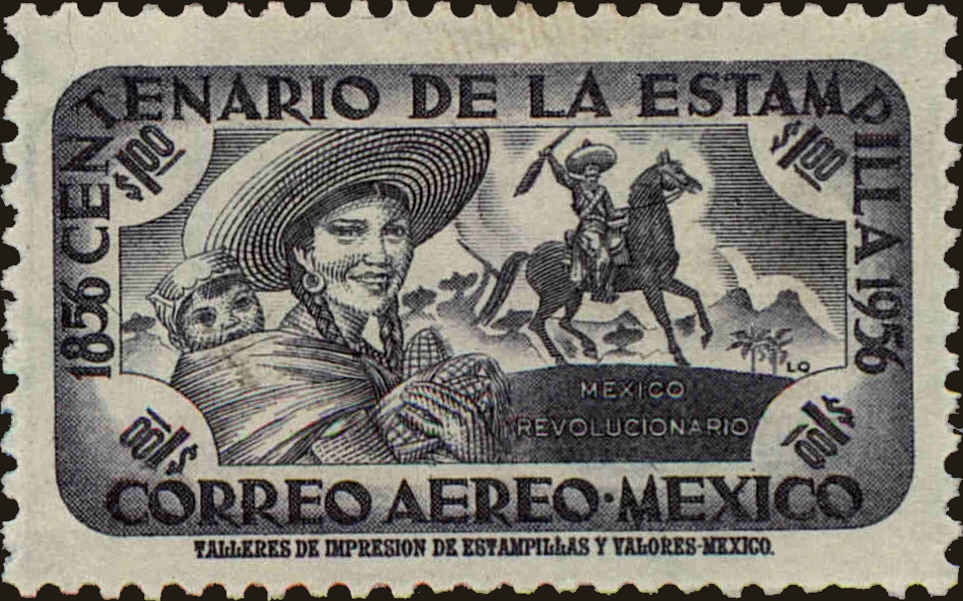 1856 CENTENARIO DE LA ESTAMPILLA 1956
$1.00
$1.00
MEXICO
REVOLUCIONARIO
LQ
$1.00
$1.00
CORREO AEREO·MEXICO
TALLERES DE IMPRESION DE ESTAMPILLAS Y VALORES-MEXICO.